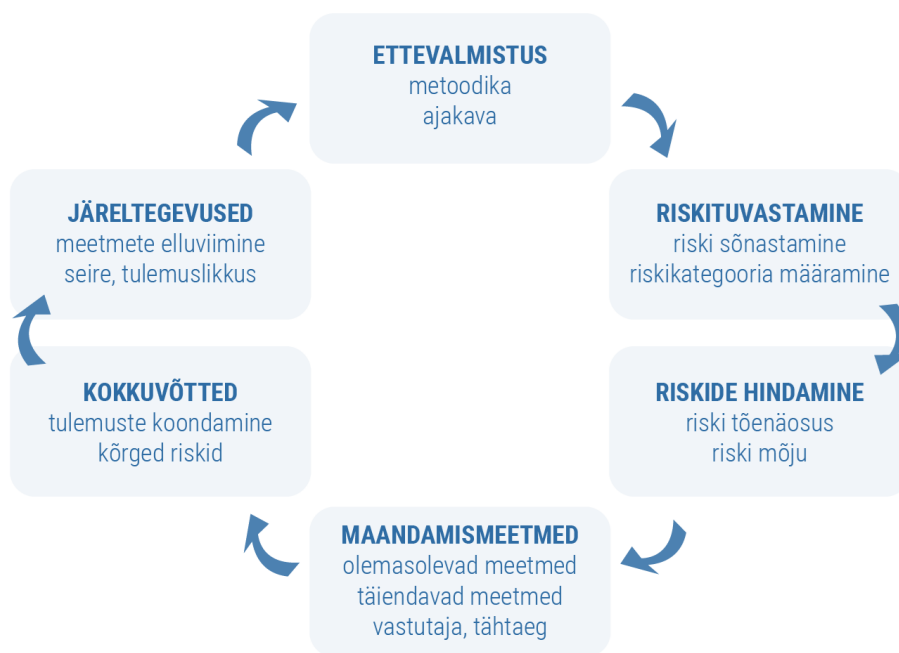 ETTEVALMISTUS
metoodika
ajakava
RISKITUVASTAMINE
riski sõnastamine
riskikategooria määramine
RISKIDE HINDAMINE
riski tõenäosus
riski mõju
MAANDAMISMEETMED
olemasolevad meetmed
täiendavad meetmed
vastutaja, tähtaeg
KOKKUVÕTTED
tulemuste koondamine
kõrged riskid
JÄRELTEGEVUSED
meetmete elluviimine
seire, tulemuslikkus